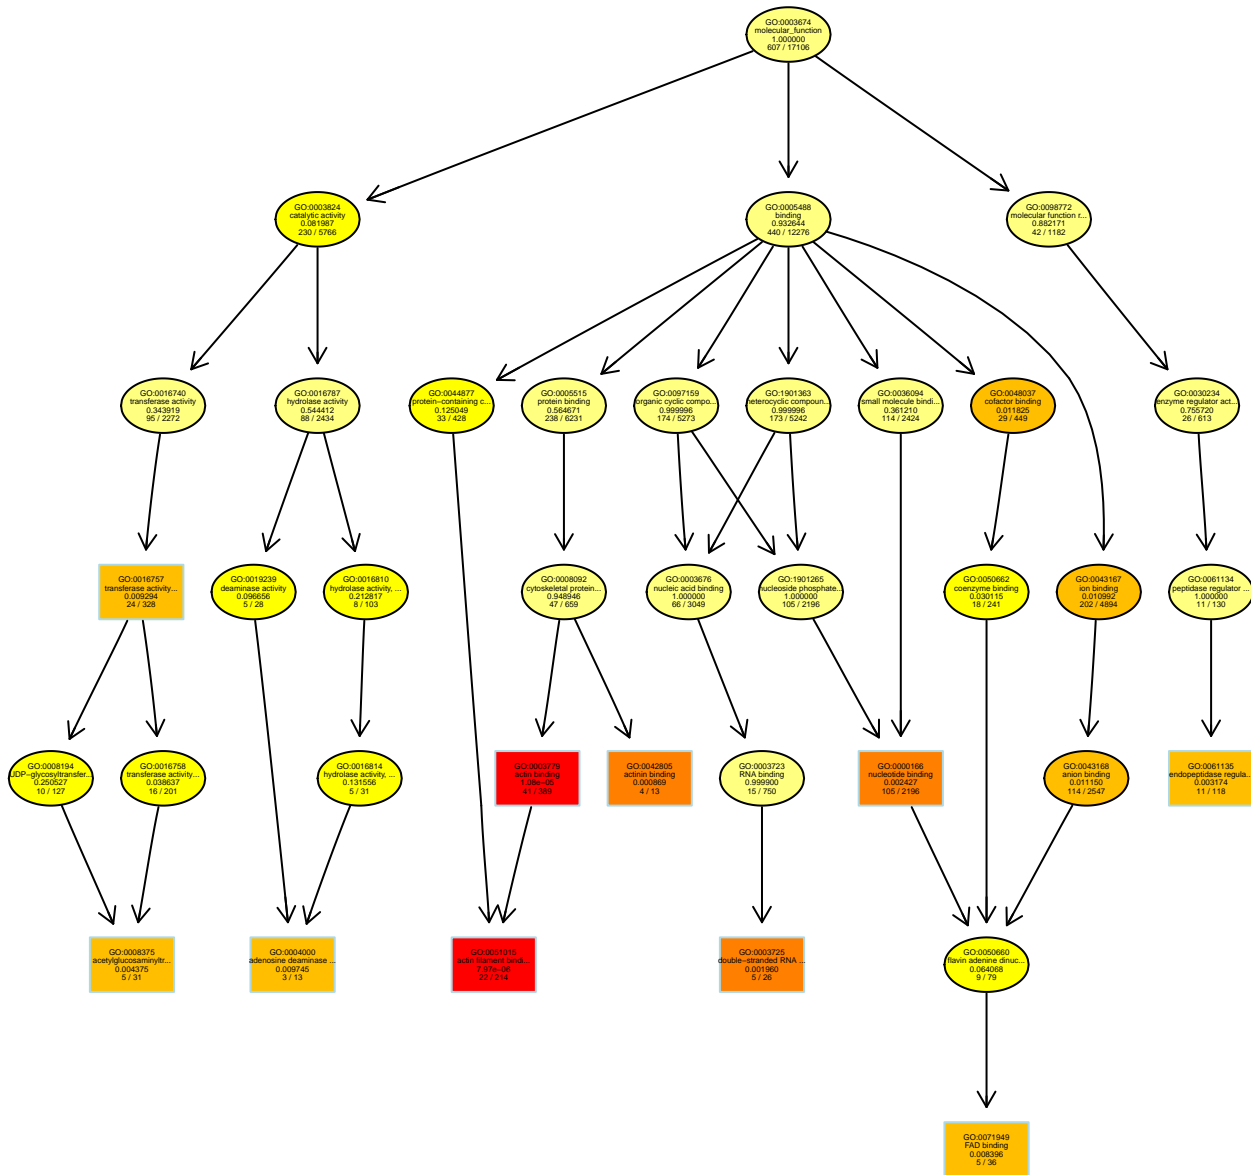 GO:0003674
molecular_function
1.000000
607 / 17106
GO:0003824
catalytic activity
0.081987
230 / 5766
GO:0005488
binding
0.932644
440 / 12276
GO:0098772
molecular function r...
0.882171
42 / 1182
GO:0016740
transferase activity
0.343919
95 / 2272
GO:0016787
hydrolase activity
0.544412
88 / 2434
GO:0044877
protein−containing c...
0.125049
33 / 428
GO:0005515
protein binding
0.564671
238 / 6231
GO:0097159
organic cyclic compo...
0.999996
174 / 5273
GO:1901363
heterocyclic compoun...
0.999996
173 / 5242
GO:0036094
small molecule bindi...
0.361210
114 / 2424
GO:0048037
cofactor binding
0.011825
29 / 449
GO:0030234
enzyme regulator act...
0.755720
26 / 613
GO:0016757
transferase activity...
0.009294
24 / 328
GO:0019239
deaminase activity
0.096656
5 / 28
GO:0016810
hydrolase activity, ...
0.212817
8 / 103
GO:0008092
cytoskeletal protein...
0.948946
47 / 659
GO:0003676
nucleic acid binding
1.000000
66 / 3049
GO:1901265
nucleoside phosphate...
1.000000
105 / 2196
GO:0050662
coenzyme binding
0.030115
18 / 241
GO:0043167
ion binding
0.010992
202 / 4894
GO:0061134
peptidase regulator ...
1.000000
11 / 130
GO:0008194
UDP−glycosyltransfer...
0.250527
10 / 127
GO:0016758
transferase activity...
0.038637
16 / 201
GO:0016814
hydrolase activity, ...
0.131556
5 / 31
GO:0003779
actin binding
1.06e−05
41 / 389
GO:0042805
actinin binding
0.000869
4 / 13
GO:0003723
RNA binding
0.999900
15 / 750
GO:0000166
nucleotide binding
0.002427
105 / 2196
GO:0043168
anion binding
0.011150
114 / 2547
GO:0061135
endopeptidase regula...
0.003174
11 / 118
GO:0008375
acetylglucosaminyltr...
0.004375
5 / 31
GO:0004000
adenosine deaminase ...
0.009745
3 / 13
GO:0051015
actin filament bindi...
7.97e−06
22 / 214
GO:0003725
double−stranded RNA ...
0.001960
5 / 26
GO:0050660
flavin adenine dinuc...
0.064068
9 / 79
GO:0071949
FAD binding
0.008396
5 / 36